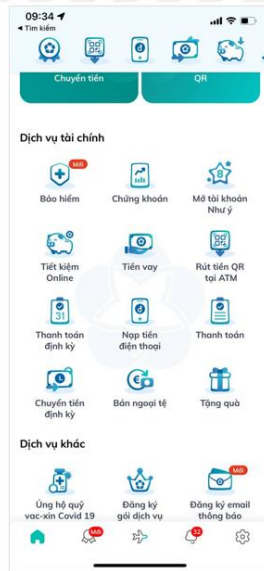 09:34
◀ Tìm kiếm
Chuyển tiền
QR
Dịch vụ tài chính
Mới
Bảo hiểm
Chứng khoán
8
Mở tài khoản
Như ý
Tiết kiệm
Online
Tiền vay
Rút tiền QR
tại ATM
31
Thanh toán
định kỳ
Nạp tiền
điện thoại
Thanh toán
Chuyển tiền
định kỳ
Bán ngoại tệ
Tặng quà
Dịch vụ khác
Ủng hộ quỹ
vac-xin Covid 19
Đăng ký
gói dịch vụ
Mới
Đăng ký email
thông báo
Mới
32